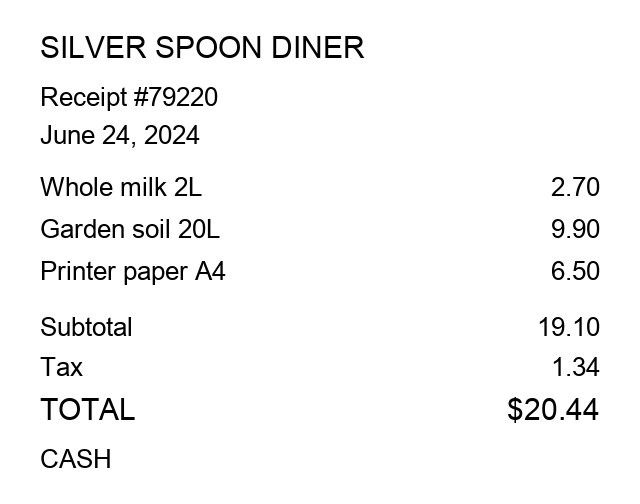 SILVER SPOON DINER
Receipt #79220
June 24, 2024
Whole milk 2L 2.70
Garden soil 20L 9.90
Printer paper A4 6.50
Subtotal 19.10
Tax 1.34
TOTAL $20.44
CASH